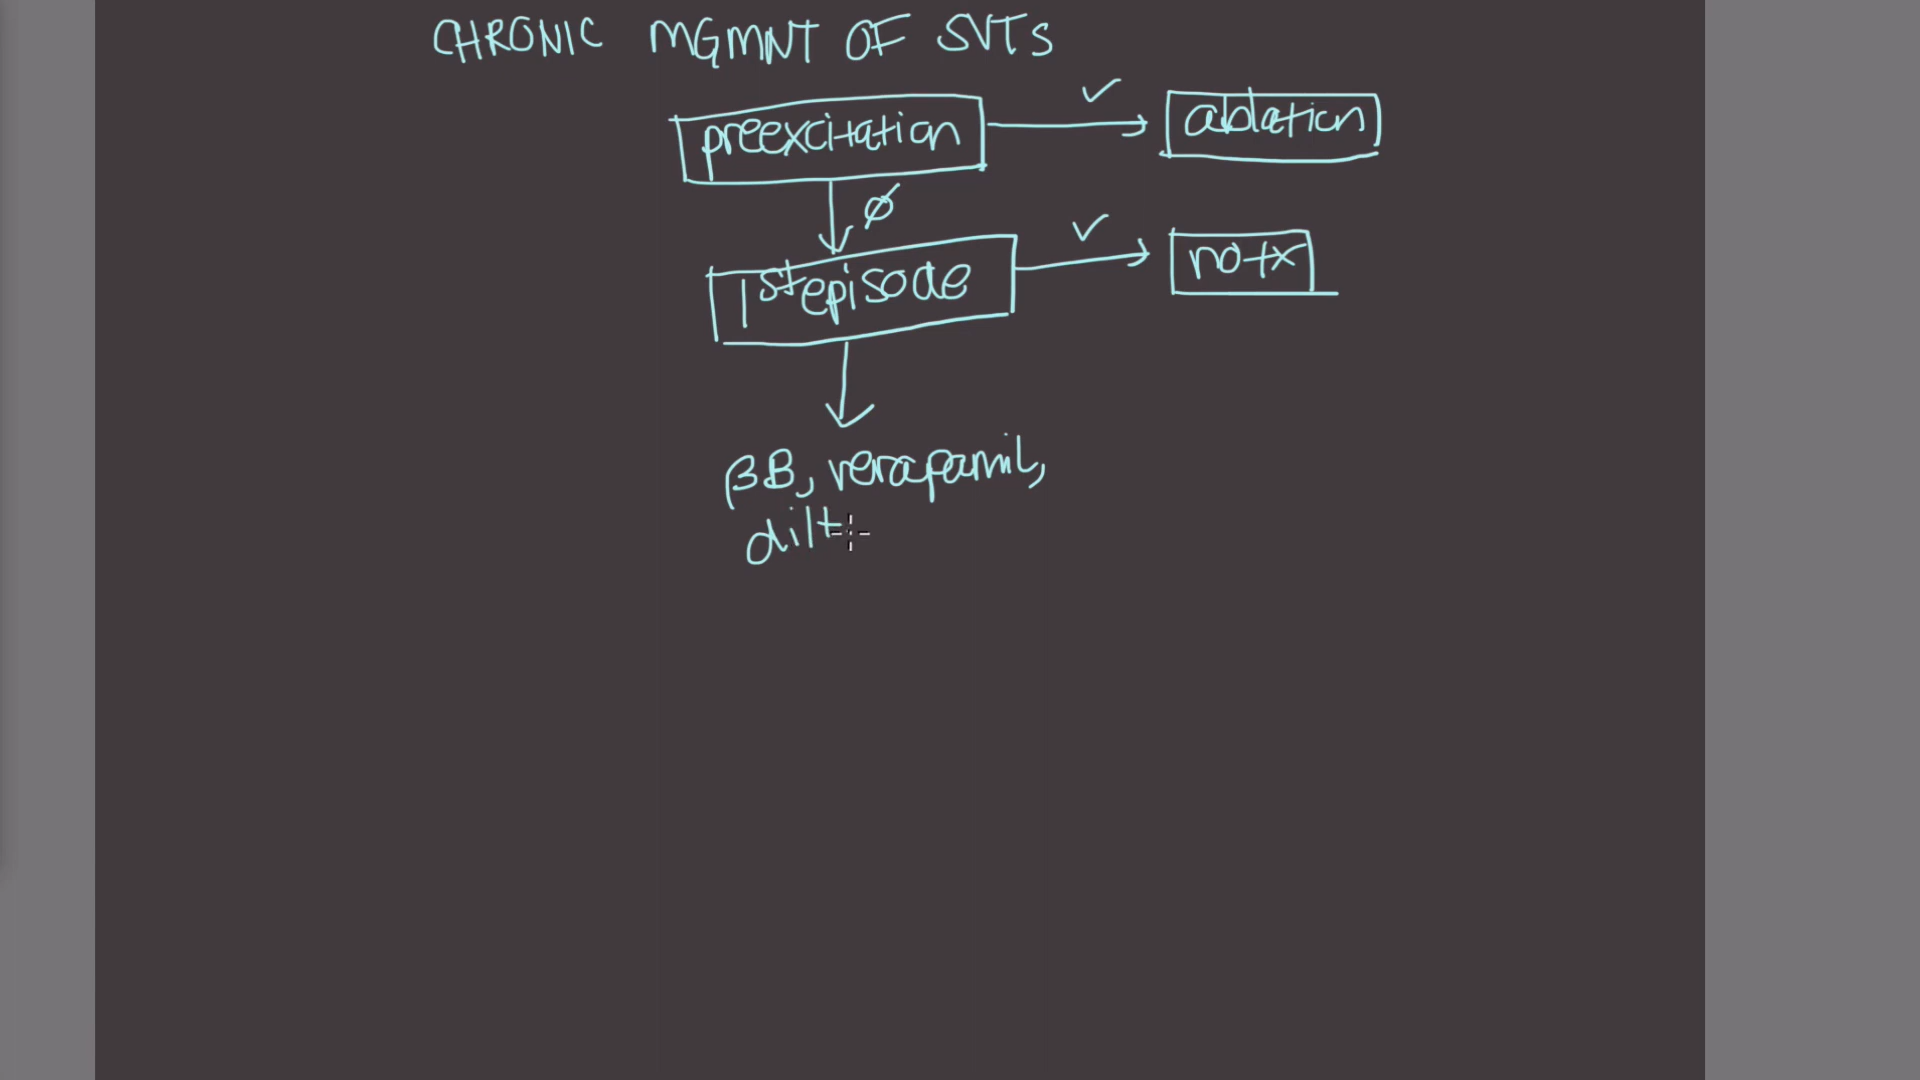 CHRONIC MGMNT OF SVTs
preexcitation ✓ ablation
Ø
1st episode ✓ no tx
βB, verapamil,
dilt